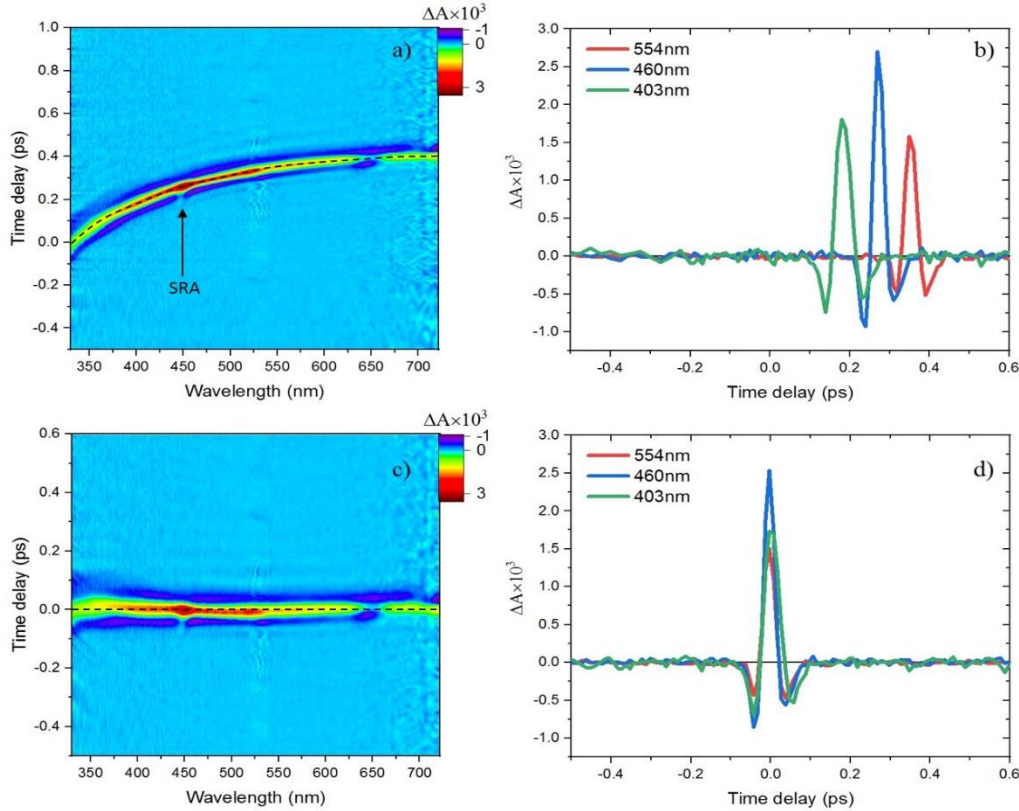 ΔA×10³
a)
-1
0
3
1.0
0.8
0.6
0.4
0.2
0.0
-0.2
-0.4
Time delay (ps)
SRA
350 400 450 500 550 600 650 700
Wavelength (nm)
b)
554nm
460nm
403nm
3.0
2.5
2.0
1.5
1.0
0.5
0.0
-0.5
-1.0
ΔA×10³
-0.4 -0.2 0.0 0.2 0.4 0.6
Time delay (ps)
ΔA×10³
c)
-1
0
3
0.6
0.4
0.2
0.0
-0.2
-0.4
Time delay (ps)
350 400 450 500 550 600 650 700
Wavelength (nm)
d)
554nm
460nm
403nm
3.0
2.5
2.0
1.5
1.0
0.5
0.0
-0.5
-1.0
ΔA×10³
-0.4 -0.2 0.0 0.2 0.4 0.6
Time delay (ps)